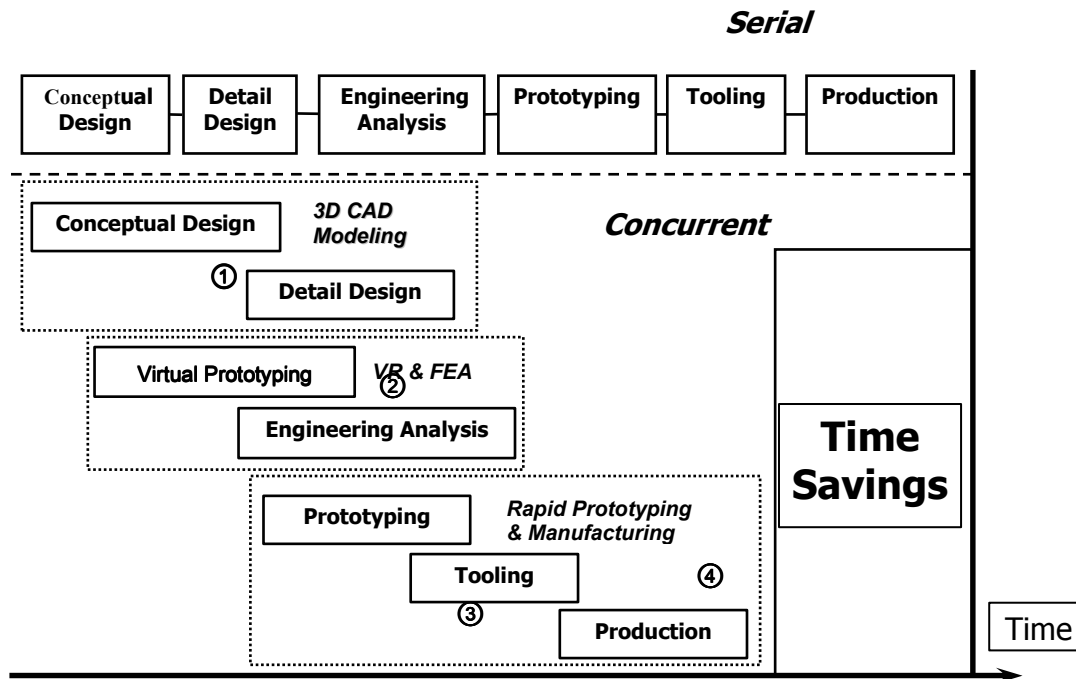 Serial
Conceptual
Design
Detail
Design
Engineering
Analysis
Prototyping
Tooling
Production
Conceptual Design
3D CAD
Modeling
Concurrent
①
Detail Design
Virtual Prototyping
VR & FEA
②
Engineering Analysis
Time
Savings
Prototyping
Rapid Prototyping
& Manufacturing
Tooling
④
③
Production
Time